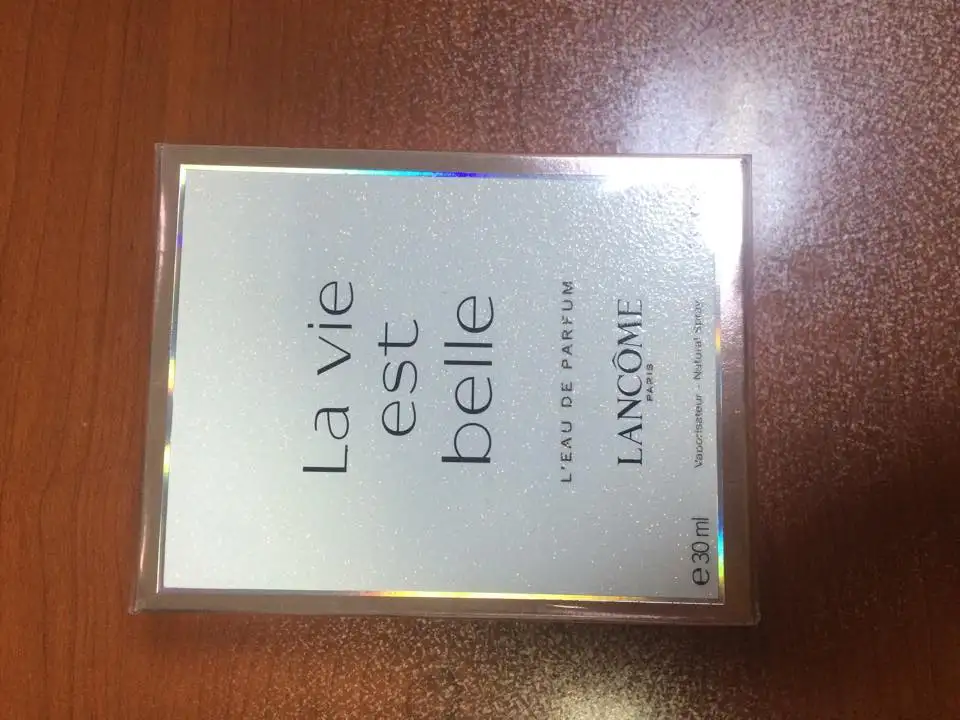 La vie
est
belle
L'EAU DE PARFUM
LANCÔME
PARIS
Vaporisateur - Natural Spray
e 30 ml